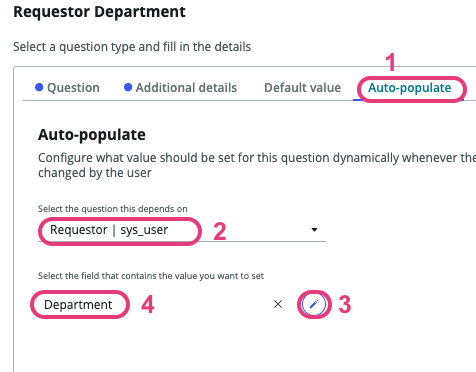 Requestor Department
Select a question type and fill in the details
1
Question Additional details Default value Auto-populate
Auto-populate
Configure what value should be set for this question dynamically whenever the
changed by the user
Select the question this depends on
Requestor | sys_user 2
Select the field that contains the value you want to set
Department 4 × 3